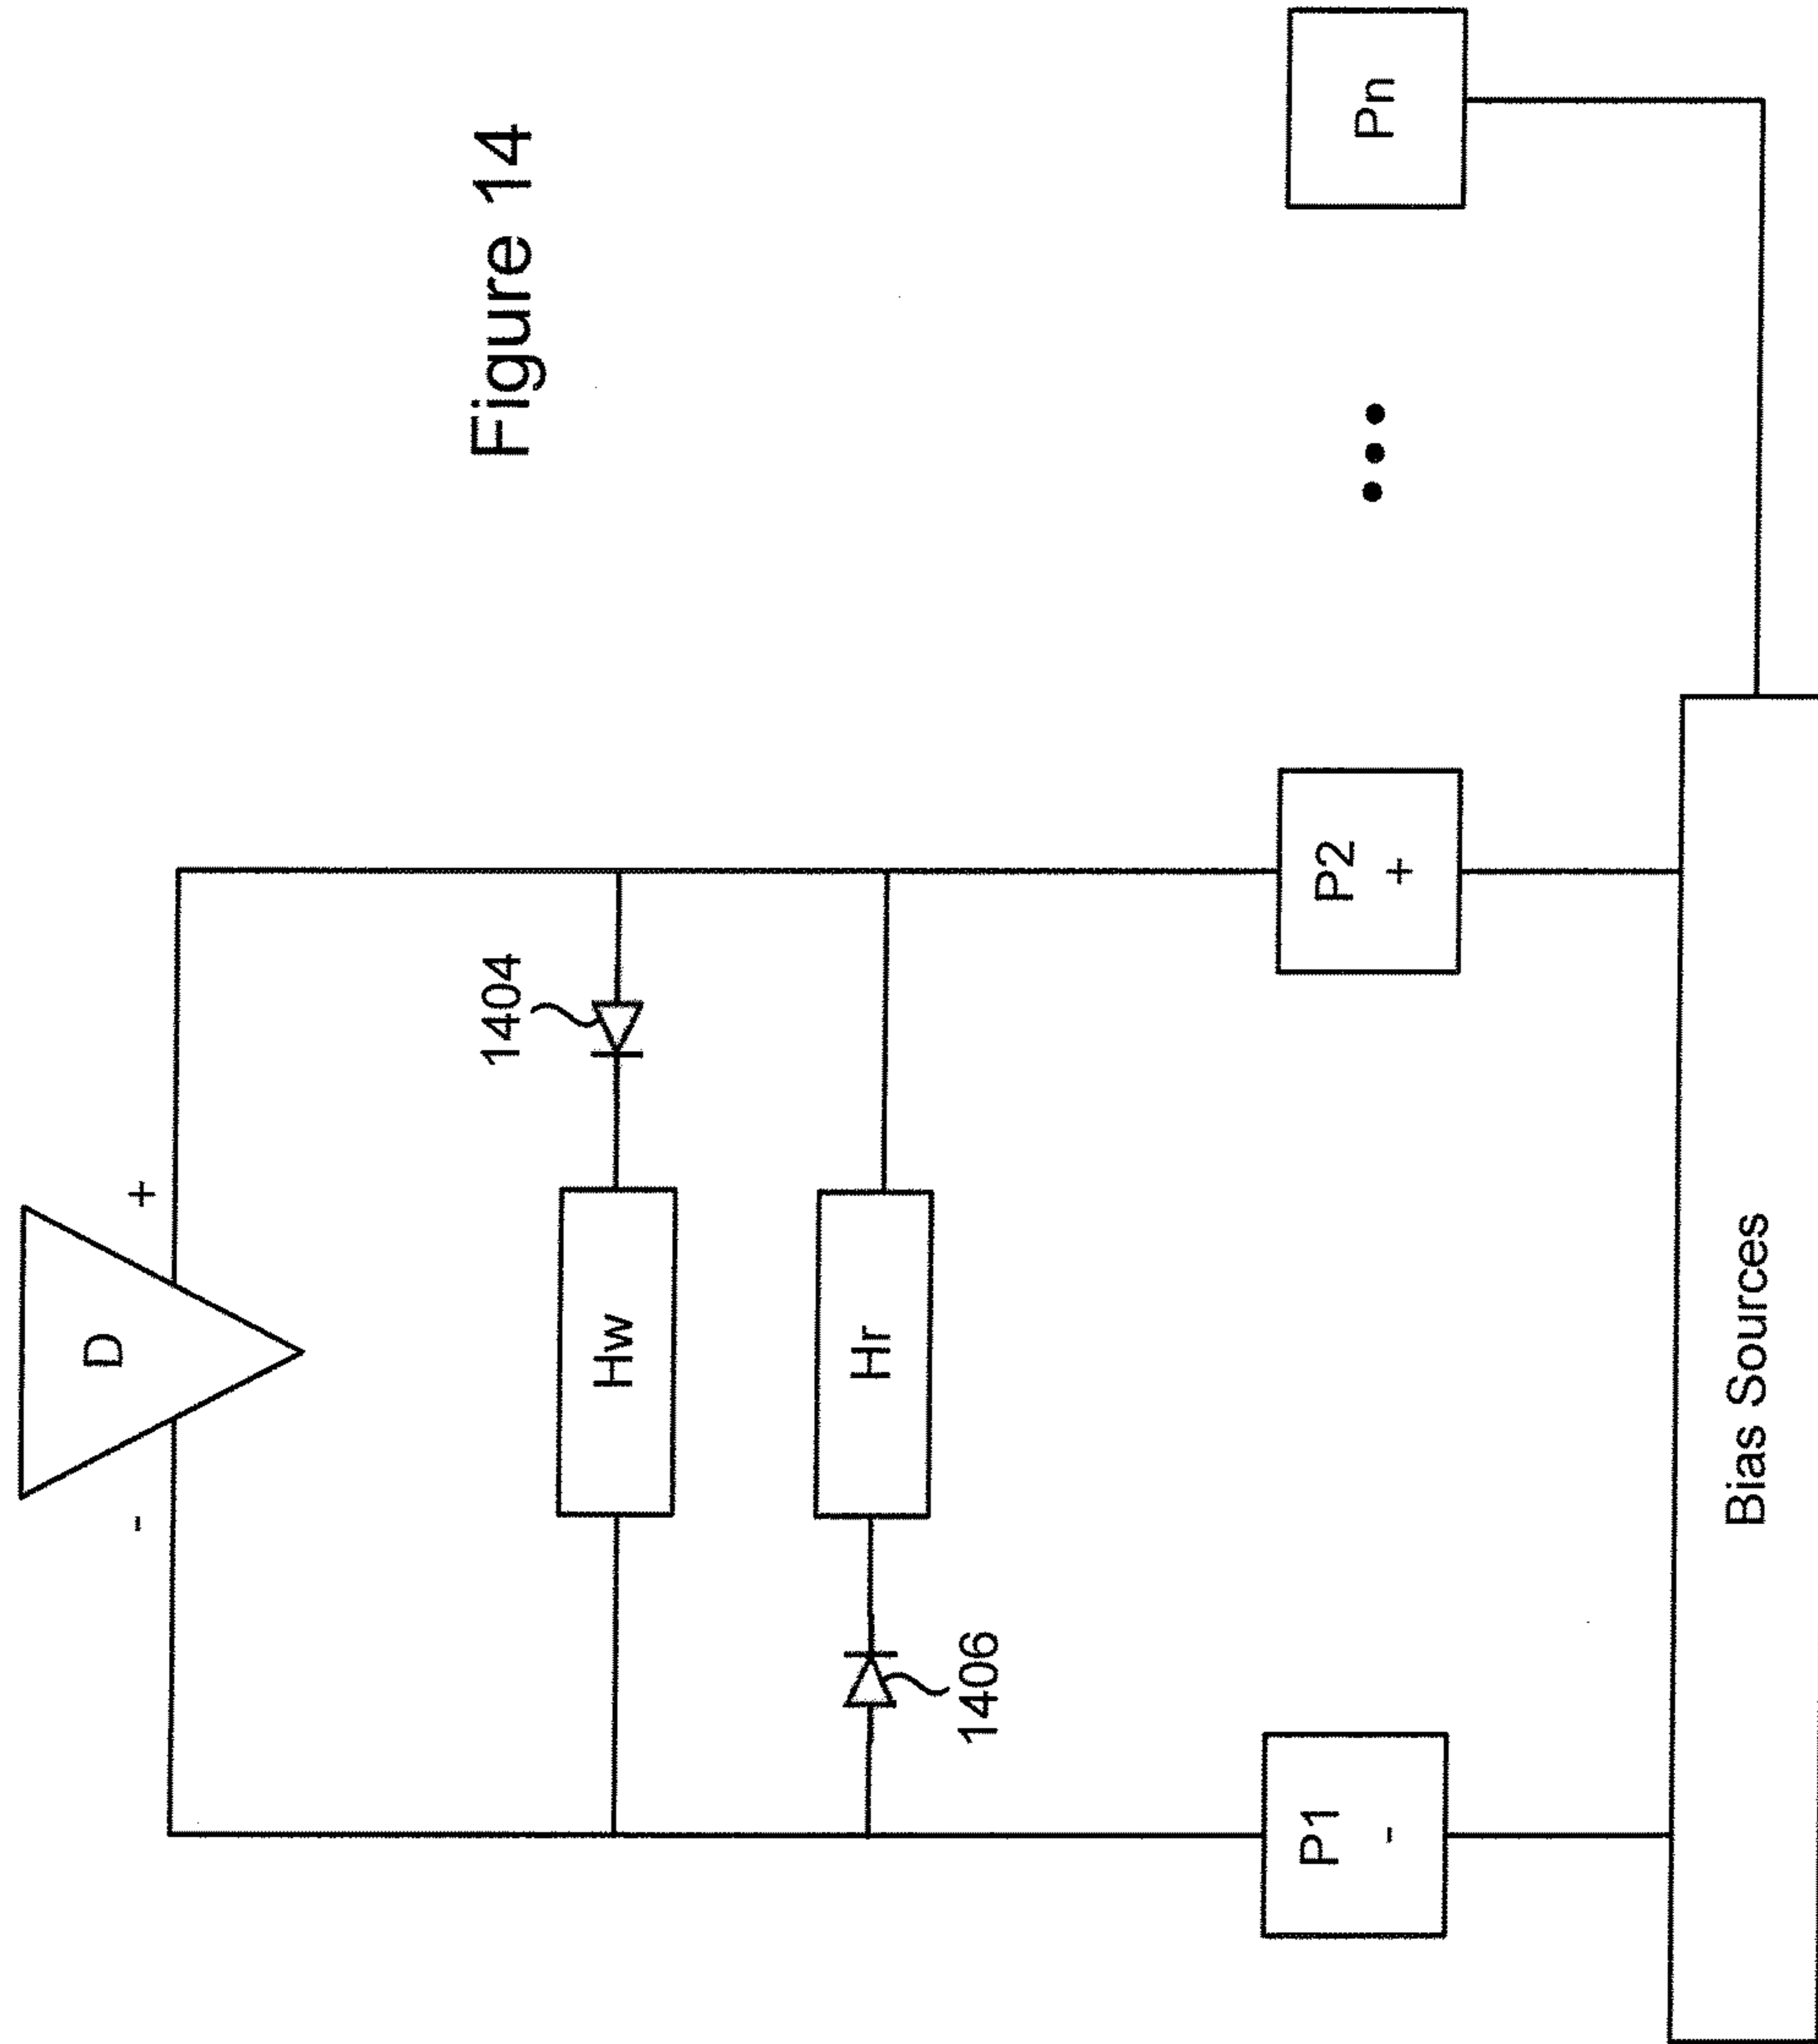 Figure 14
D
-
+
1404
Hw
Hr
1406
P1
-
P2
+
Pn
Bias Sources